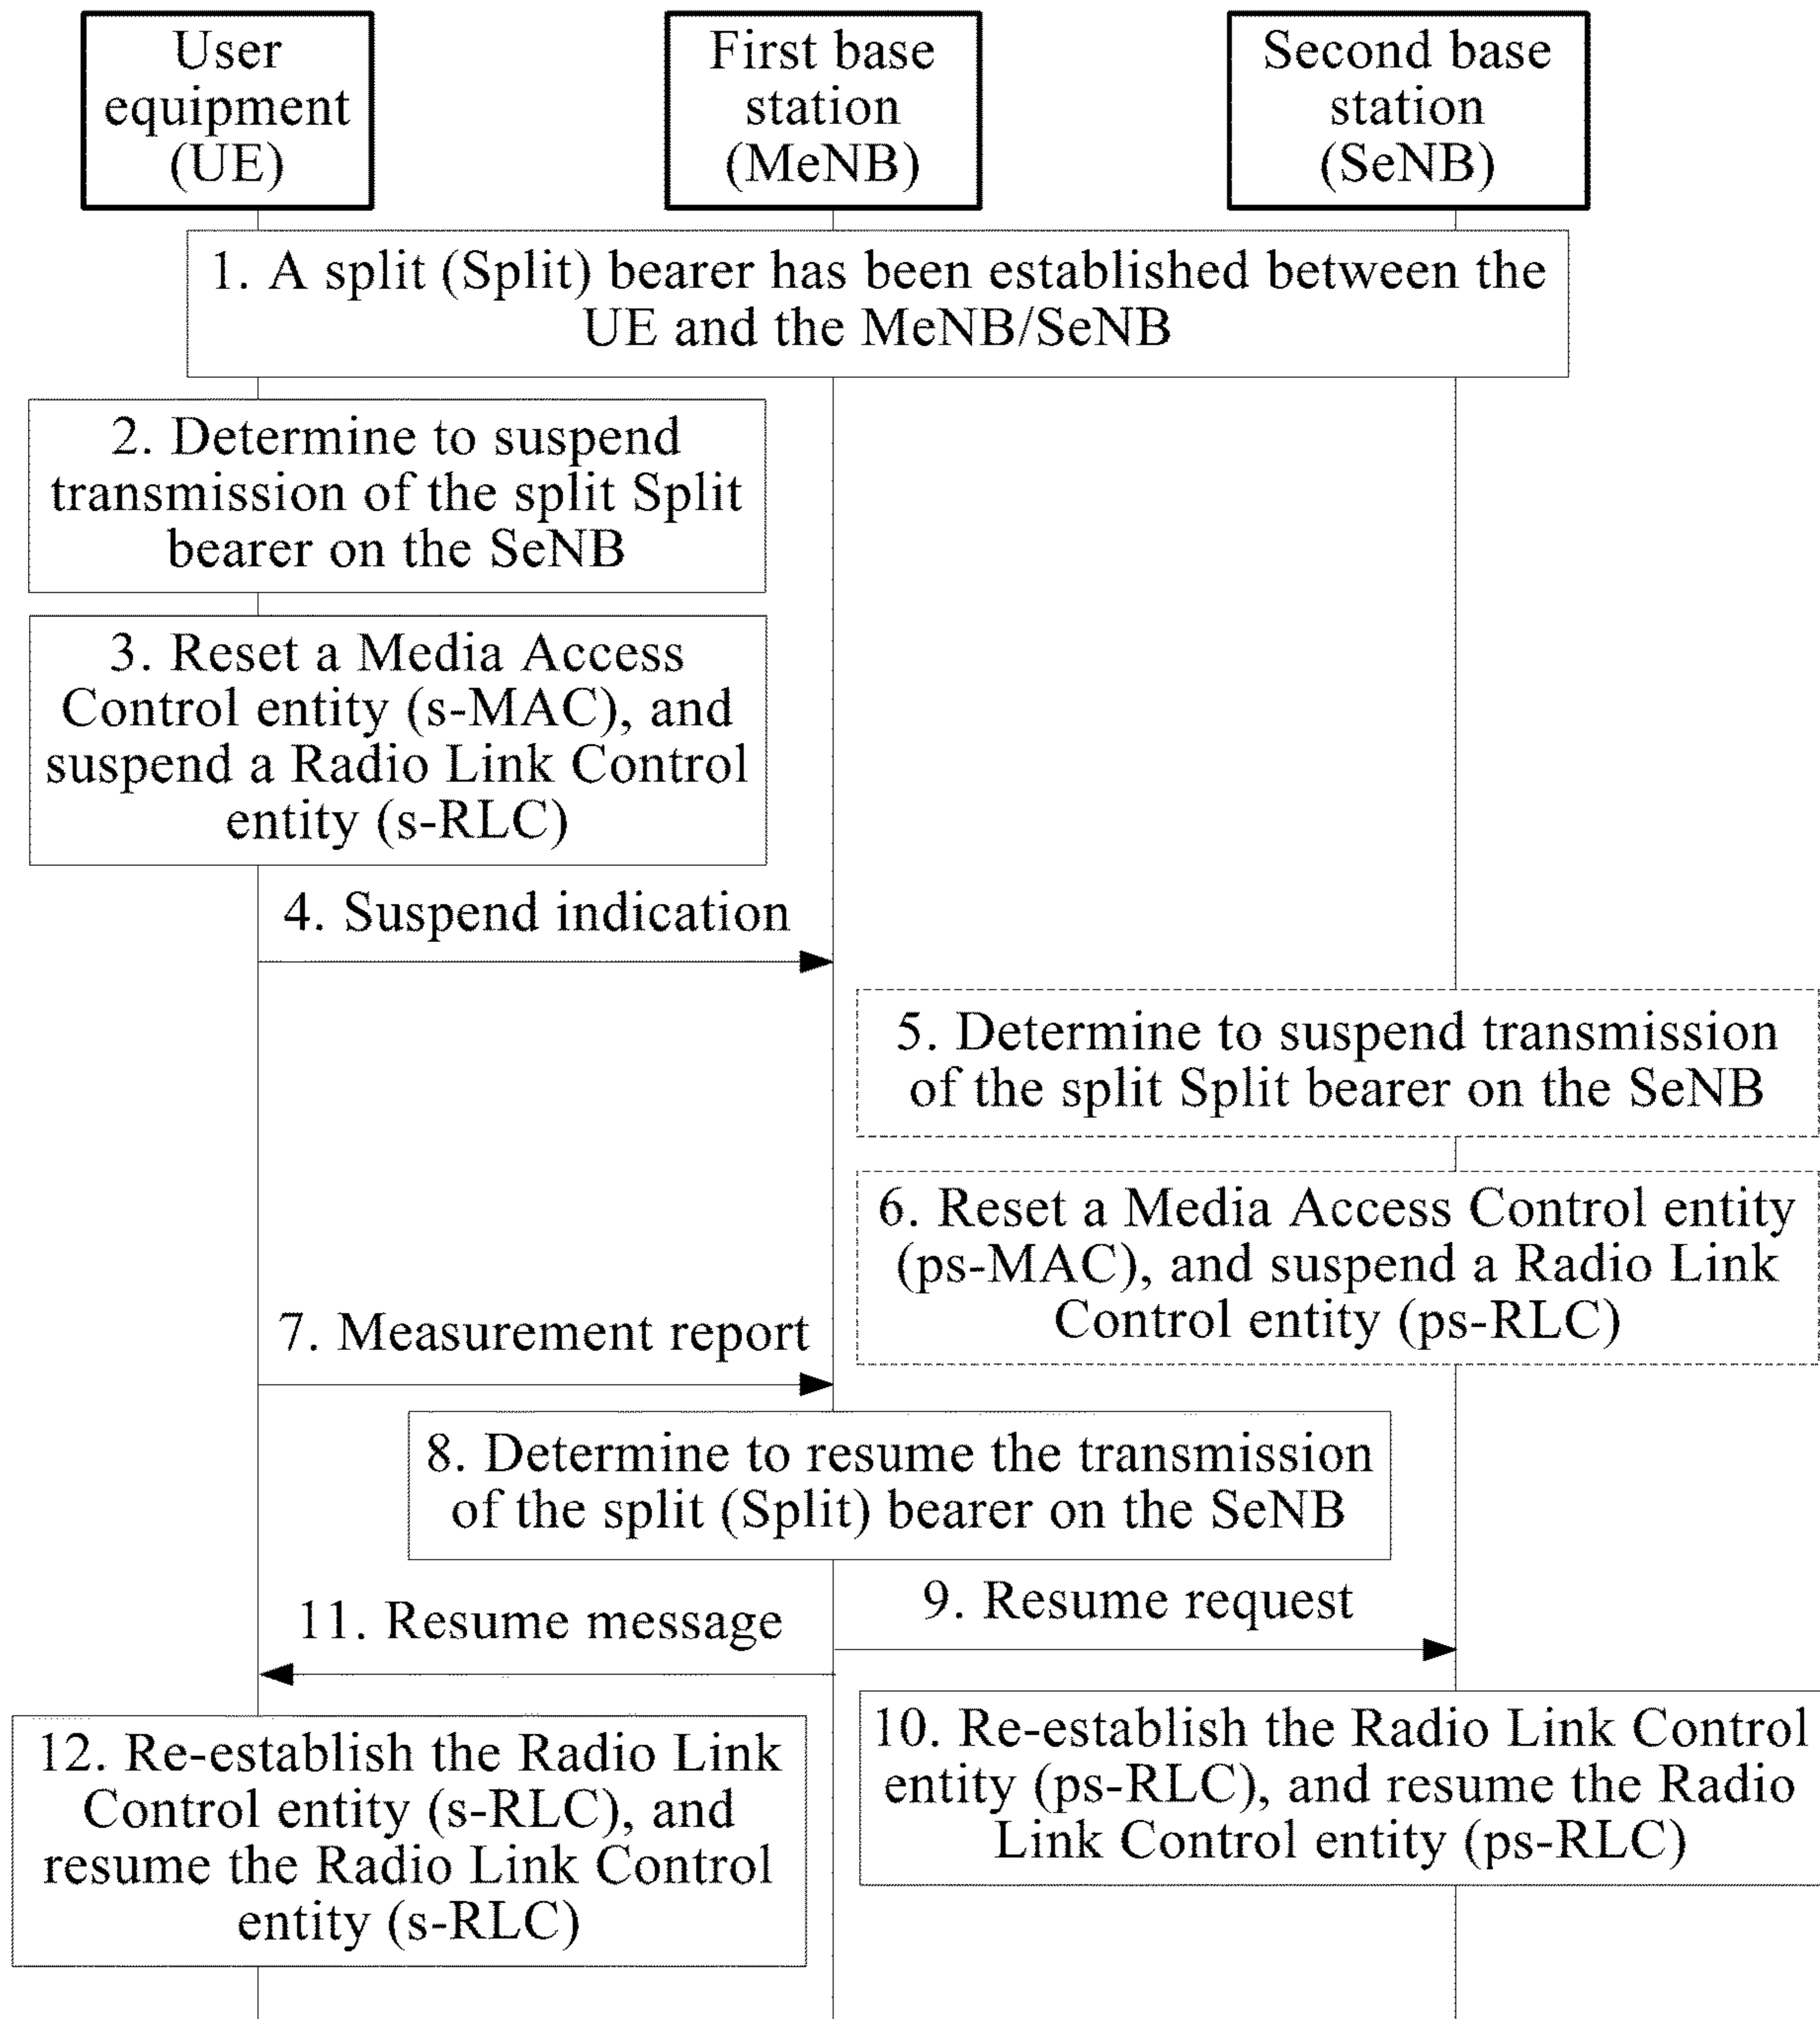 User
equipment
(UE)
First base
station
(MeNB)
Second base
station
(SeNB)
1. A split (Split) bearer has been established between the
UE and the MeNB/SeNB
2. Determine to suspend
transmission of the split Split
bearer on the SeNB
3. Reset a Media Access
Control entity (s-MAC), and
suspend a Radio Link Control
entity (s-RLC)
4. Suspend indication
5. Determine to suspend transmission
of the split Split bearer on the SeNB
6. Reset a Media Access Control entity
(ps-MAC), and suspend a Radio Link
Control entity (ps-RLC)
7. Measurement report
8. Determine to resume the transmission
of the split (Split) bearer on the SeNB
9. Resume request
11. Resume message
10. Re-establish the Radio Link Control
entity (ps-RLC), and resume the Radio
Link Control entity (ps-RLC)
12. Re-establish the Radio Link
Control entity (s-RLC), and
resume the Radio Link Control
entity (s-RLC)